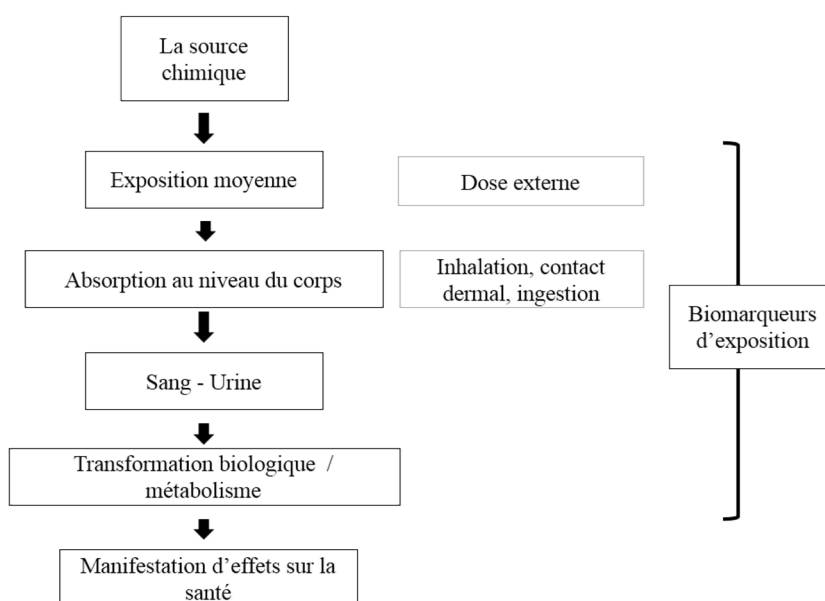 La source
chimique
Exposition moyenne
Dose externe
Absorption au niveau du corps
Inhalation, contact
dermal, ingestion
Biomarqueurs
d’exposition
Sang - Urine
Transformation biologique /
métabolisme
Manifestation d’effets sur la
santé